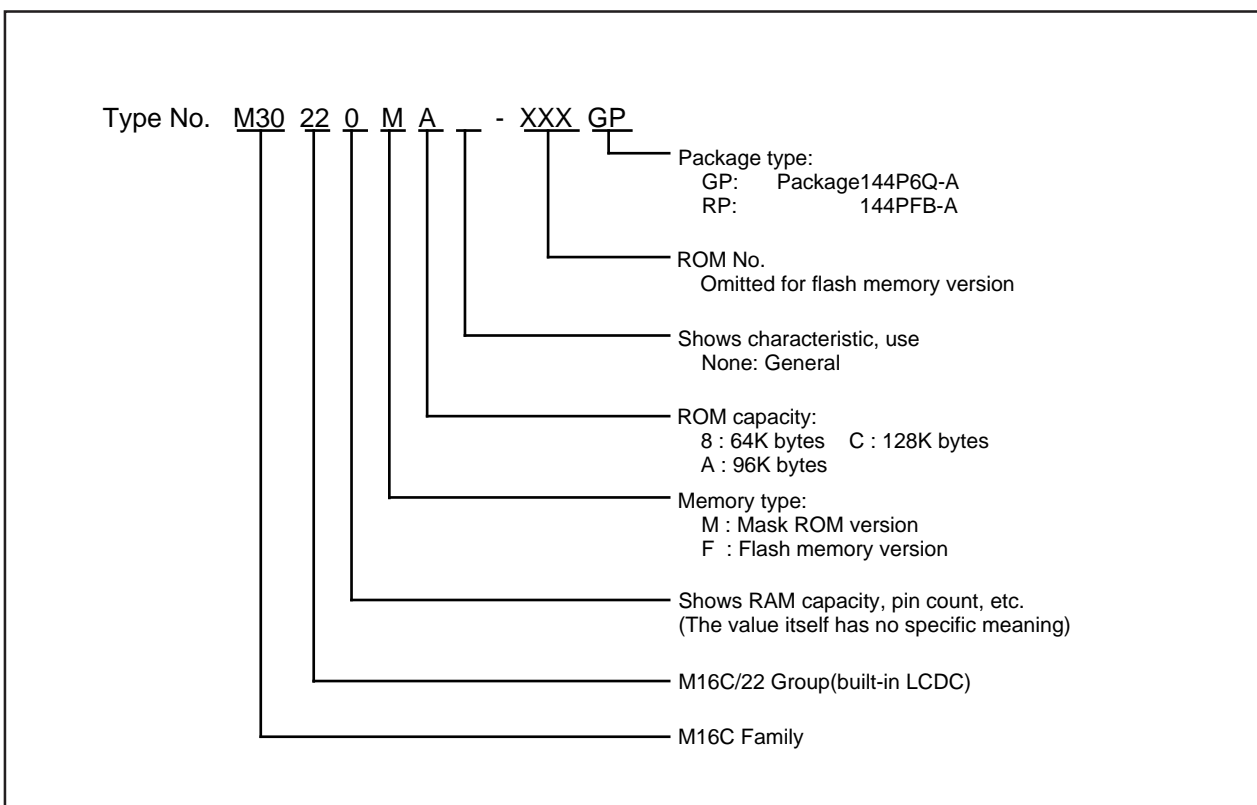 Type No. M30 22 0 M A - XXX GP
Package type:
GP: Package144P6Q-A
RP: 144PFB-A
ROM No.
Omitted for flash memory version
Shows characteristic, use
None: General
ROM capacity:
8 : 64K bytes C : 128K bytes
A : 96K bytes
Memory type:
M : Mask ROM version
F : Flash memory version
Shows RAM capacity, pin count, etc.
(The value itself has no specific meaning)
M16C/22 Group(built-in LCDC)
M16C Family